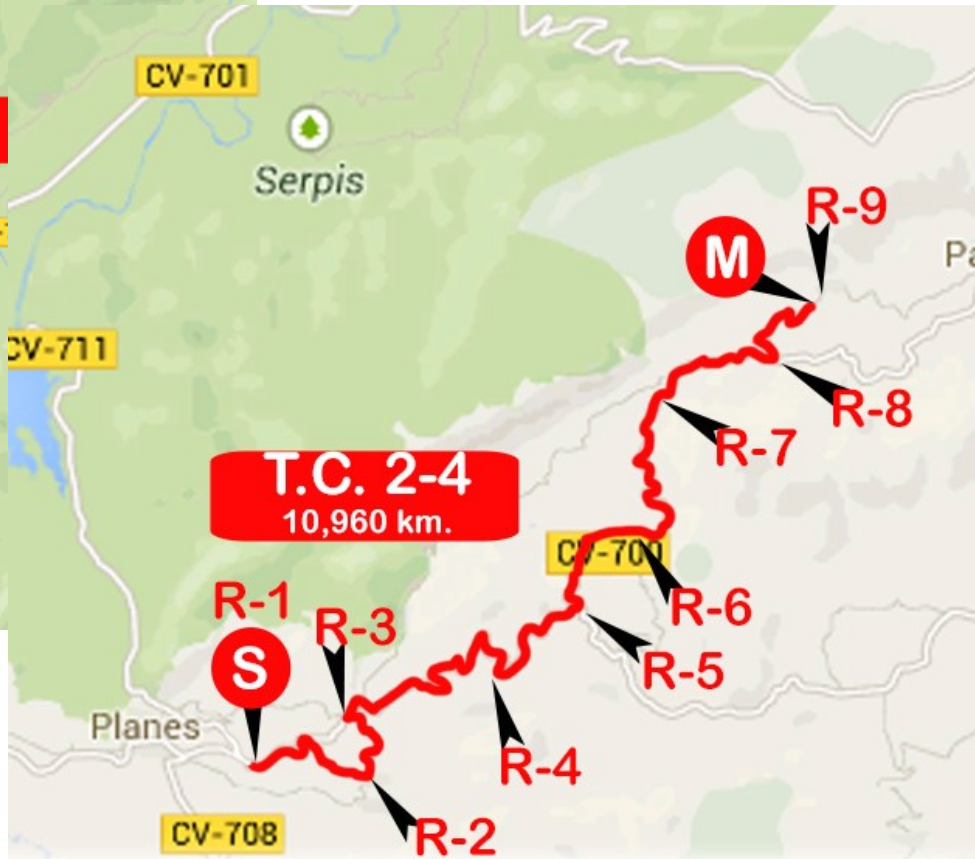 CV-701
Serpis
R-9
M
Pa
CV-711
R-8
R-7
T.C. 2-4
10,960 km.
CV-700
R-1
R-3
R-6
S
R-5
Planes
R-4
CV-708
R-2